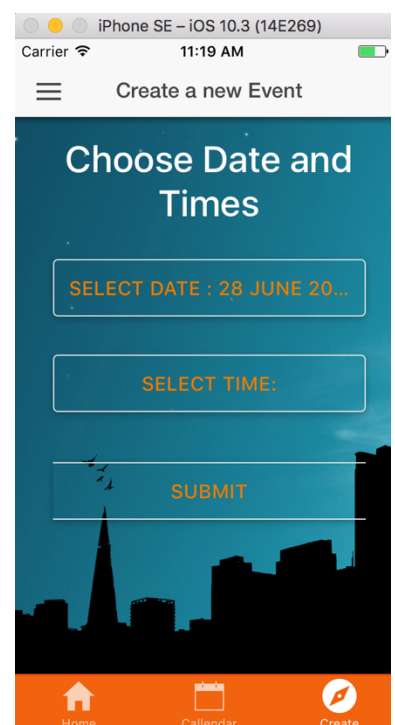 iPhone SE – iOS 10.3 (14E269)
Carrier 11:19 AM
Create a new Event
Choose Date and
Times
SELECT DATE : 28 JUNE 20...
SELECT TIME:
SUBMIT
Home Callendar Create